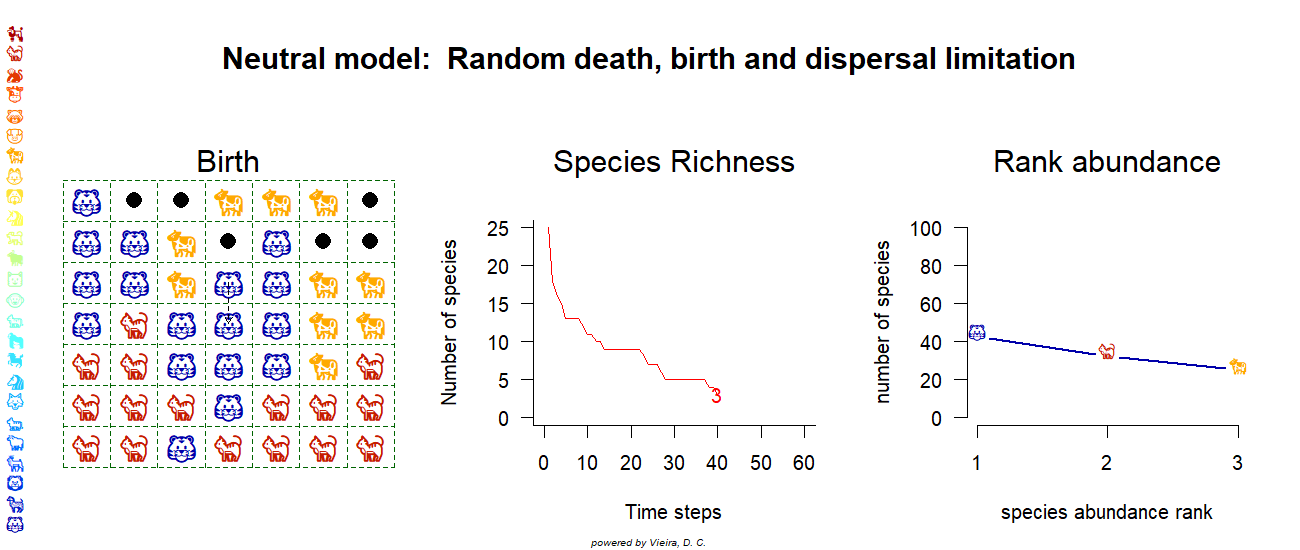 Neutral model:  Random death, birth and dispersal limitation
Birth
Species Richness
Number of species
25
20
15
10
5
0
3
0 10 20 30 40 50 60
Time steps
Rank abundance
number of species
100
80
60
40
20
0
1 2 3
species abundance rank
powered by Vieira, D. C.